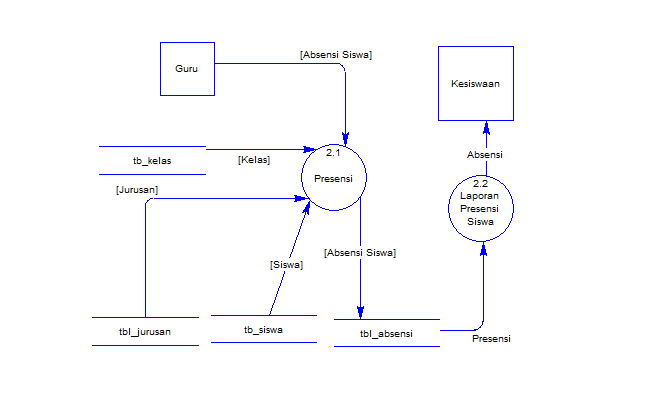 [Absensi Siswa]
Guru
Kesiswaan
2.1
Presensi
tb_kelas
[Kelas]
Absensi
[Jurusan]
2.2
Laporan
Presensi
Siswa
[Absensi Siswa]
[Siswa]
tbl_jurusan
tb_siswa
tbl_absensi
Presensi